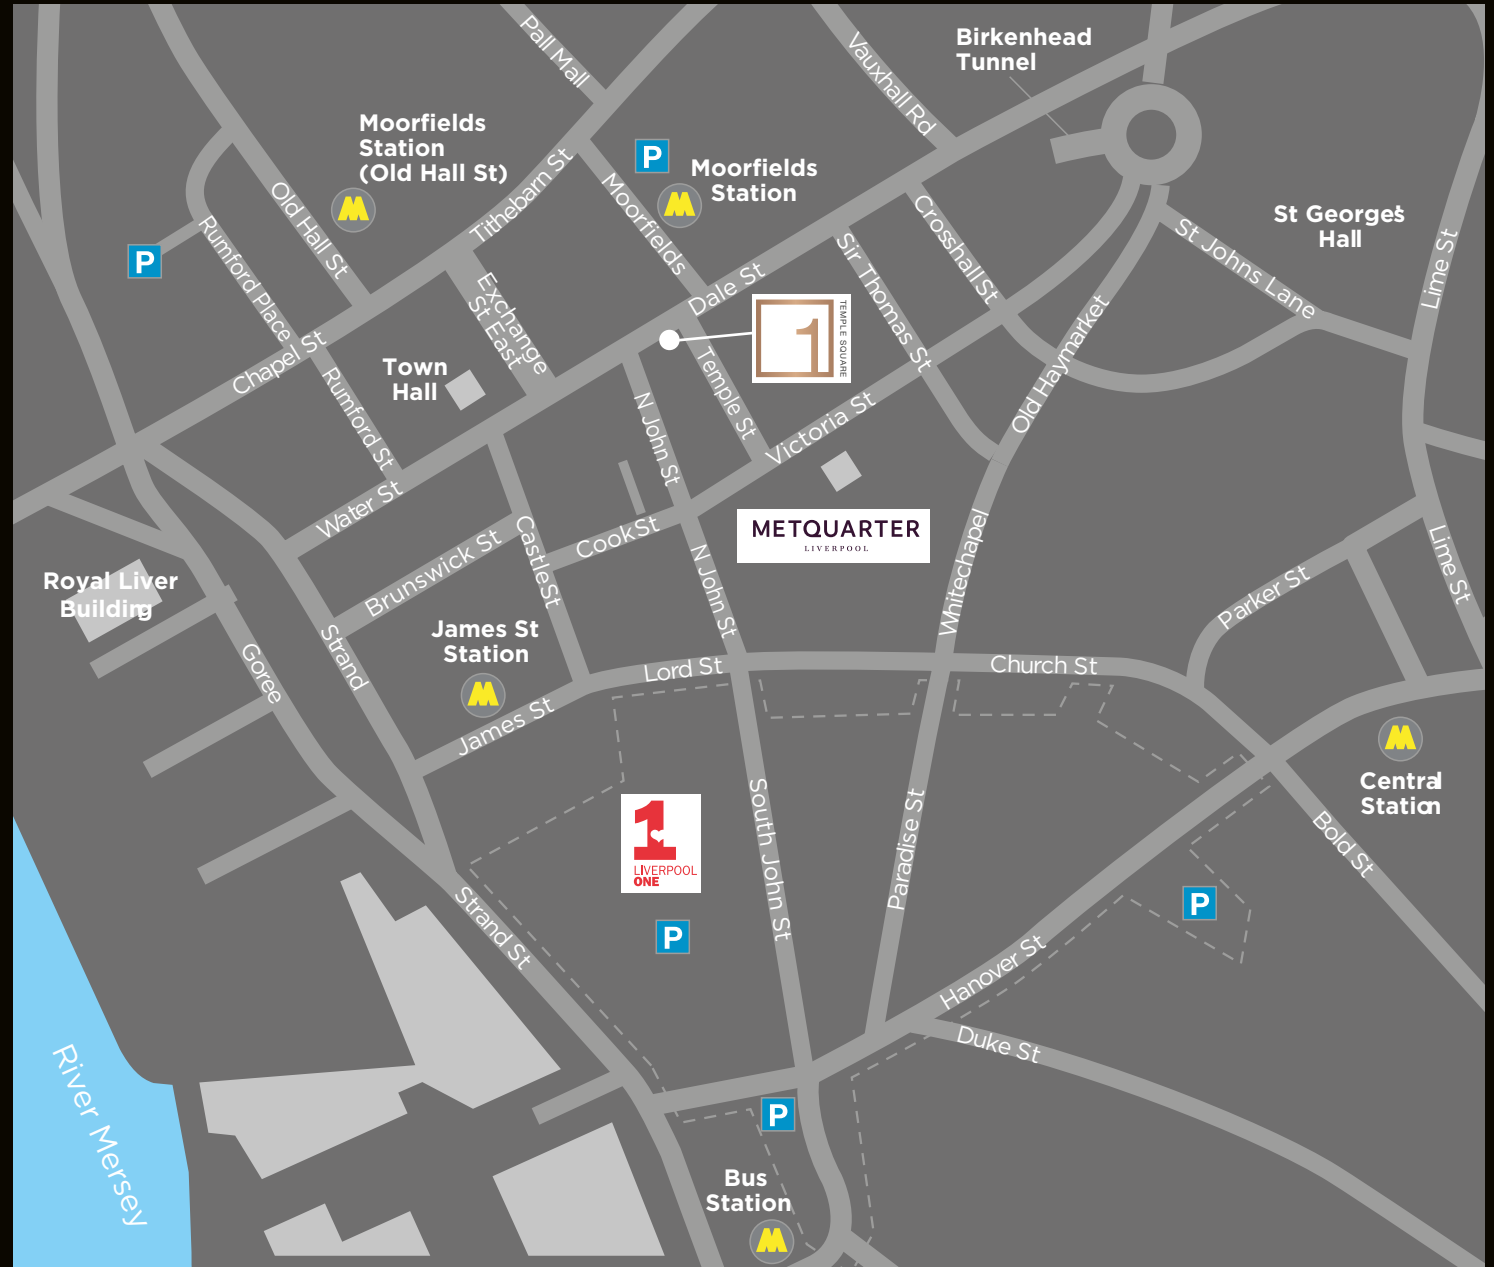 Pall Mall
Vauxhall Rd
Birkenhead
Tunnel
Moorfields
Station
(Old Hall St)
P
Moorfields
Station
Tithebarn St
Old Hall St
Moorfields
Crosshall St
St Johns Lane
St Georges
Hall
Lime St
Rumford Place
P
Exchange
St East
Dale St
Sir Thomas St
1
TEMPLE SQUARE
Old Haymarket
Chapel St
Town
Hall
Rumford St
N John St
Temple St
Victoria St
Water St
METQUARTER
LIVERPOOL
Cook St
Castle St
Brunswick St
N John St
Whitechapel
Parker St
Lime St
Royal Liver
Building
Goree
Strand
James St
Station
Lord St
Church St
James St
Central
Station
1
LIVERPOOL
ONE
South John St
Paradise St
Bold St
P
P
Strand St
Hanover St
Duke St
River Mersey
P
Bus
Station